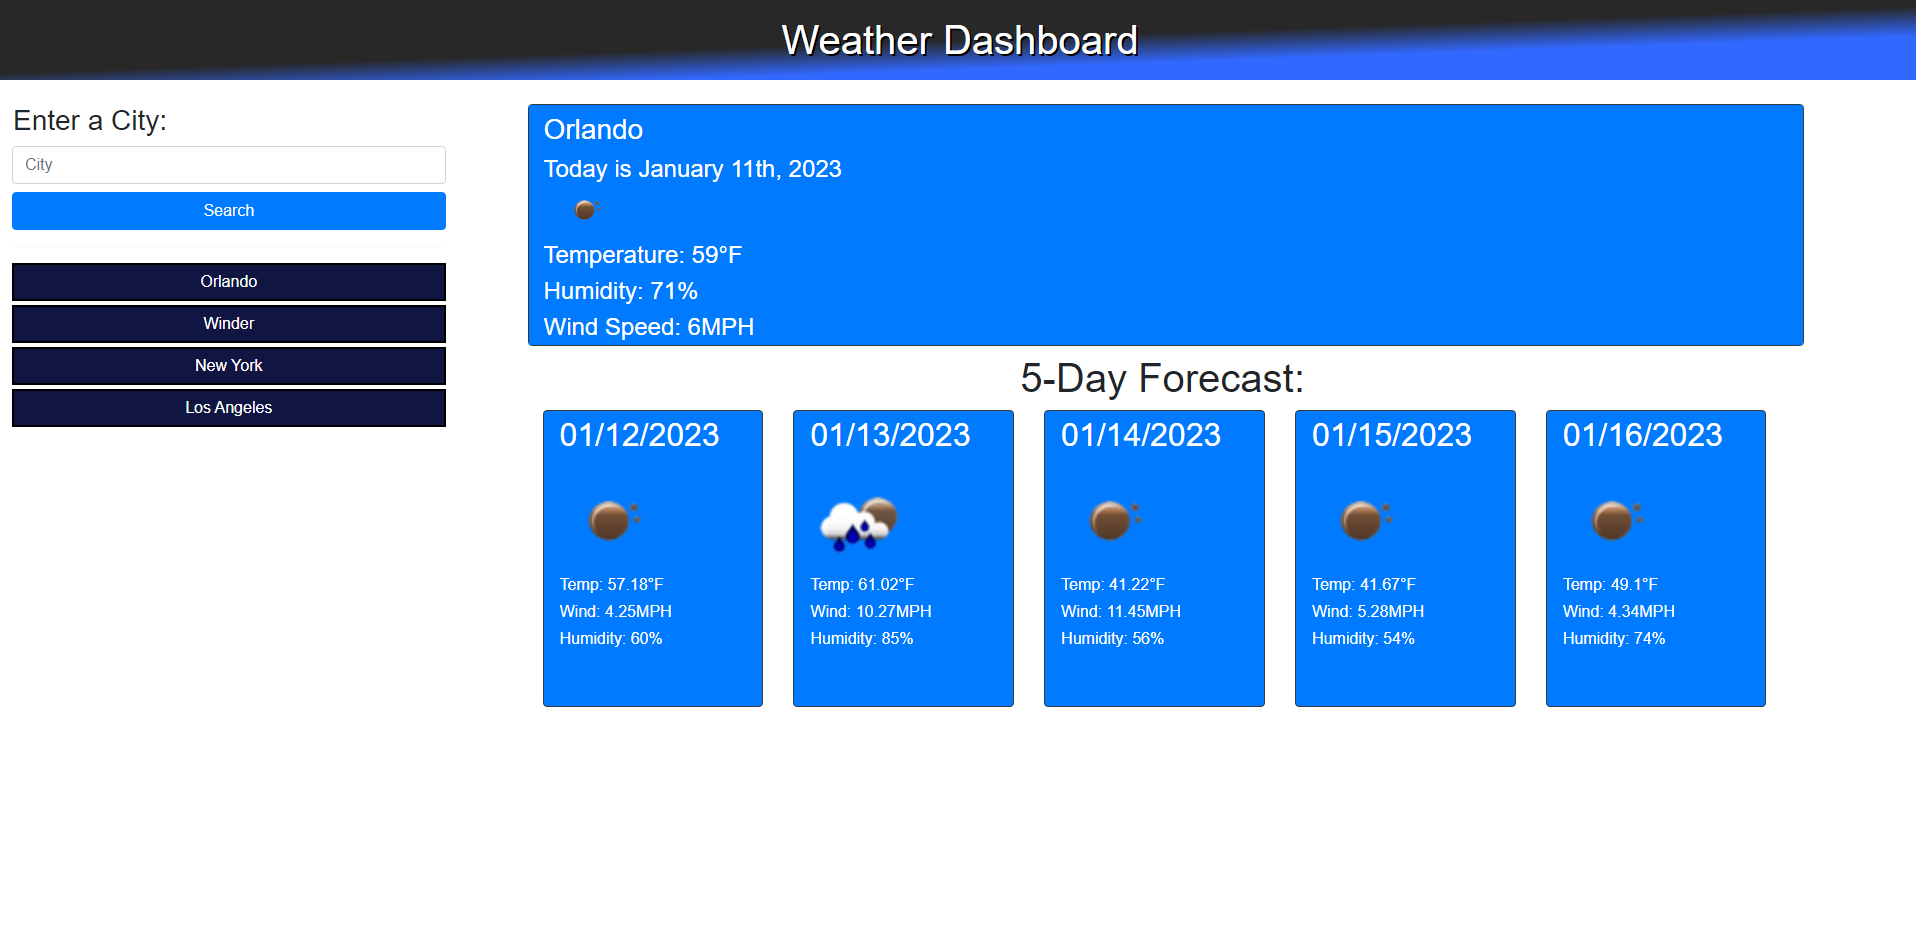 Weather Dashboard
Enter a City:
City
Search
Orlando
Winder
New York
Los Angeles
Orlando
Today is January 11th, 2023
Temperature: 59°F
Humidity: 71%
Wind Speed: 6MPH
5-Day Forecast:
01/12/2023
Temp: 57.18°F
Wind: 4.25MPH
Humidity: 60%
01/13/2023
Temp: 61.02°F
Wind: 10.27MPH
Humidity: 85%
01/14/2023
Temp: 41.22°F
Wind: 11.45MPH
Humidity: 56%
01/15/2023
Temp: 41.67°F
Wind: 5.28MPH
Humidity: 54%
01/16/2023
Temp: 49.1°F
Wind: 4.34MPH
Humidity: 74%